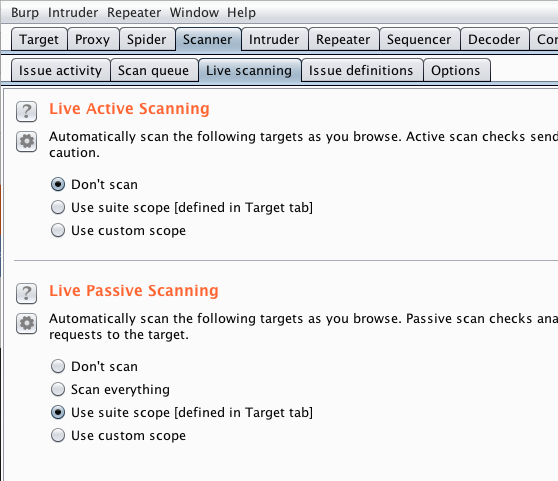 Burp Intruder Repeater Window Help
Target Proxy Spider Scanner Intruder Repeater Sequencer Decoder
Issue activity Scan queue Live scanning Issue definitions Options
? Live Active Scanning
Automatically scan the following targets as you browse. Active scan checks send
caution.
Don't scan
Use suite scope [defined in Target tab]
Use custom scope
? Live Passive Scanning
Automatically scan the following targets as you browse. Passive scan checks
requests to the target.
Don't scan
Scan everything
Use suite scope [defined in Target tab]
Use custom scope